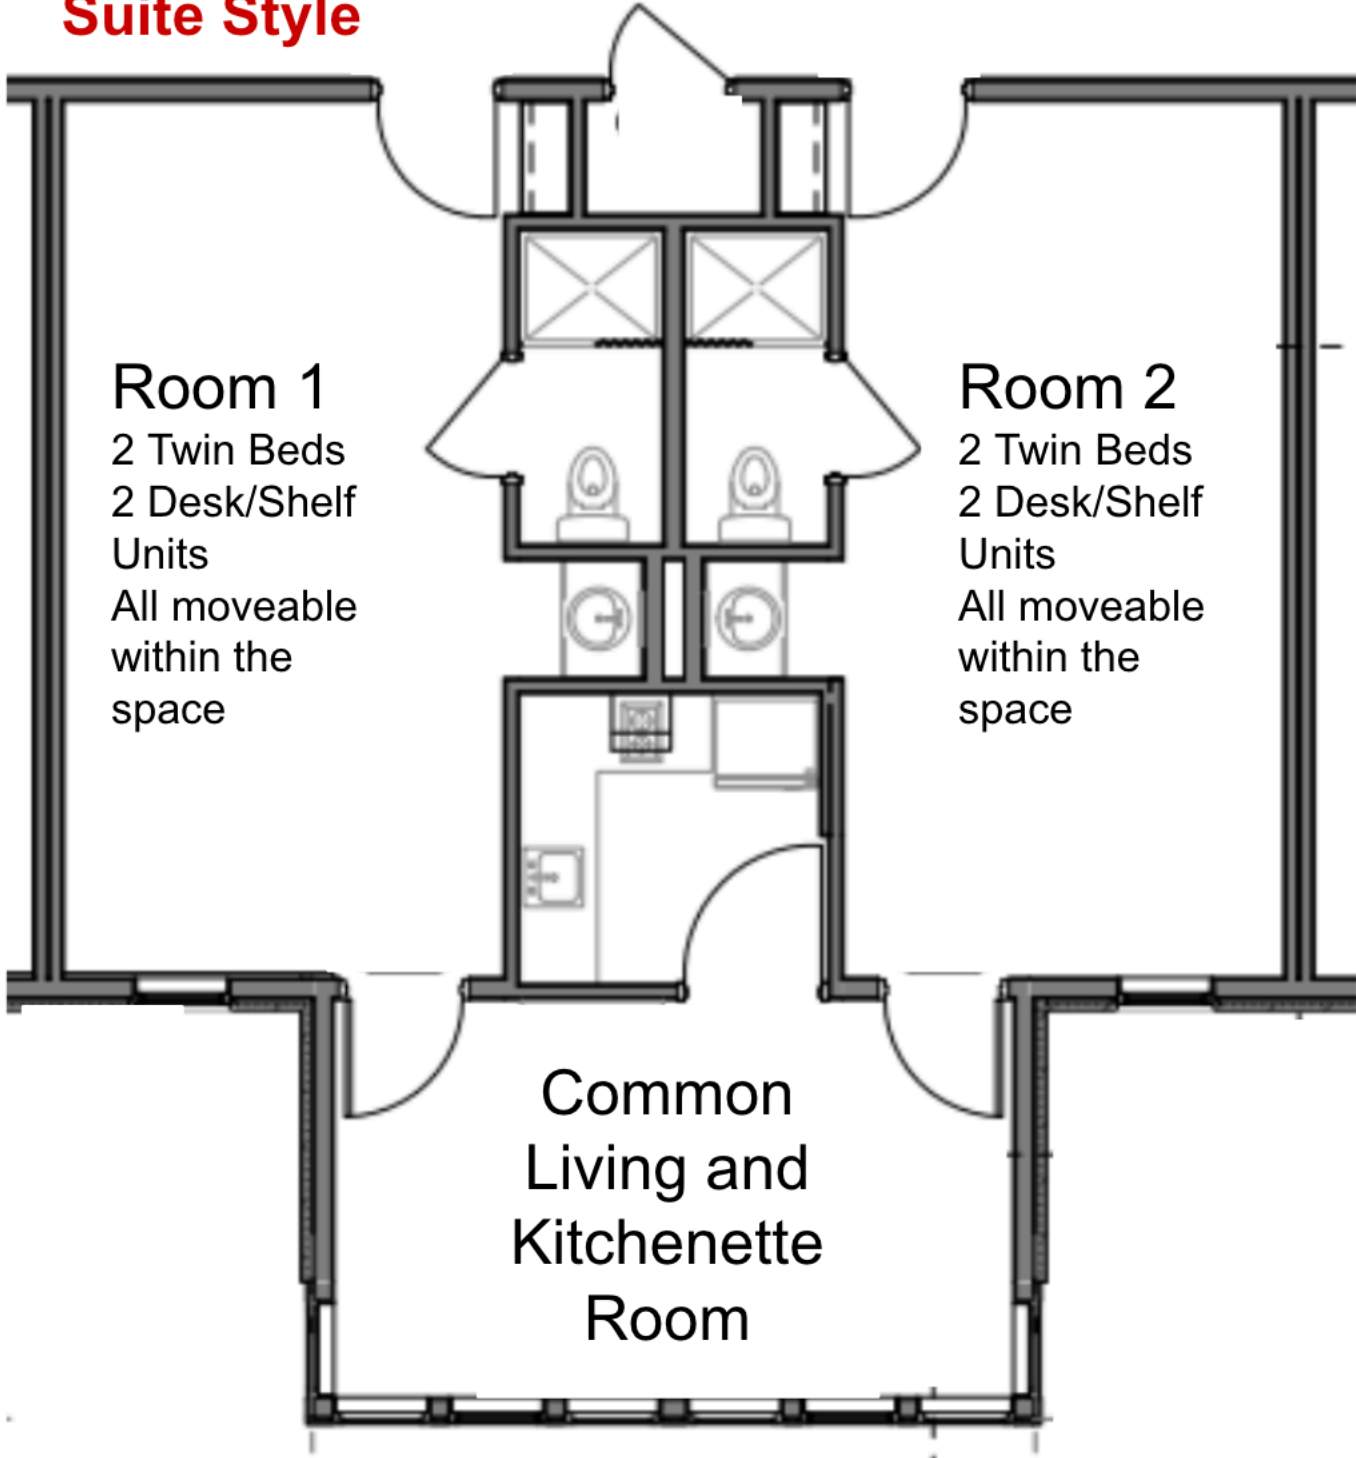 Suite Style
Room 1
2 Twin Beds
2 Desk/Shelf
Units
All moveable
within the
space
Room 2
2 Twin Beds
2 Desk/Shelf
Units
All moveable
within the
space
Common
Living and
Kitchenette
Room